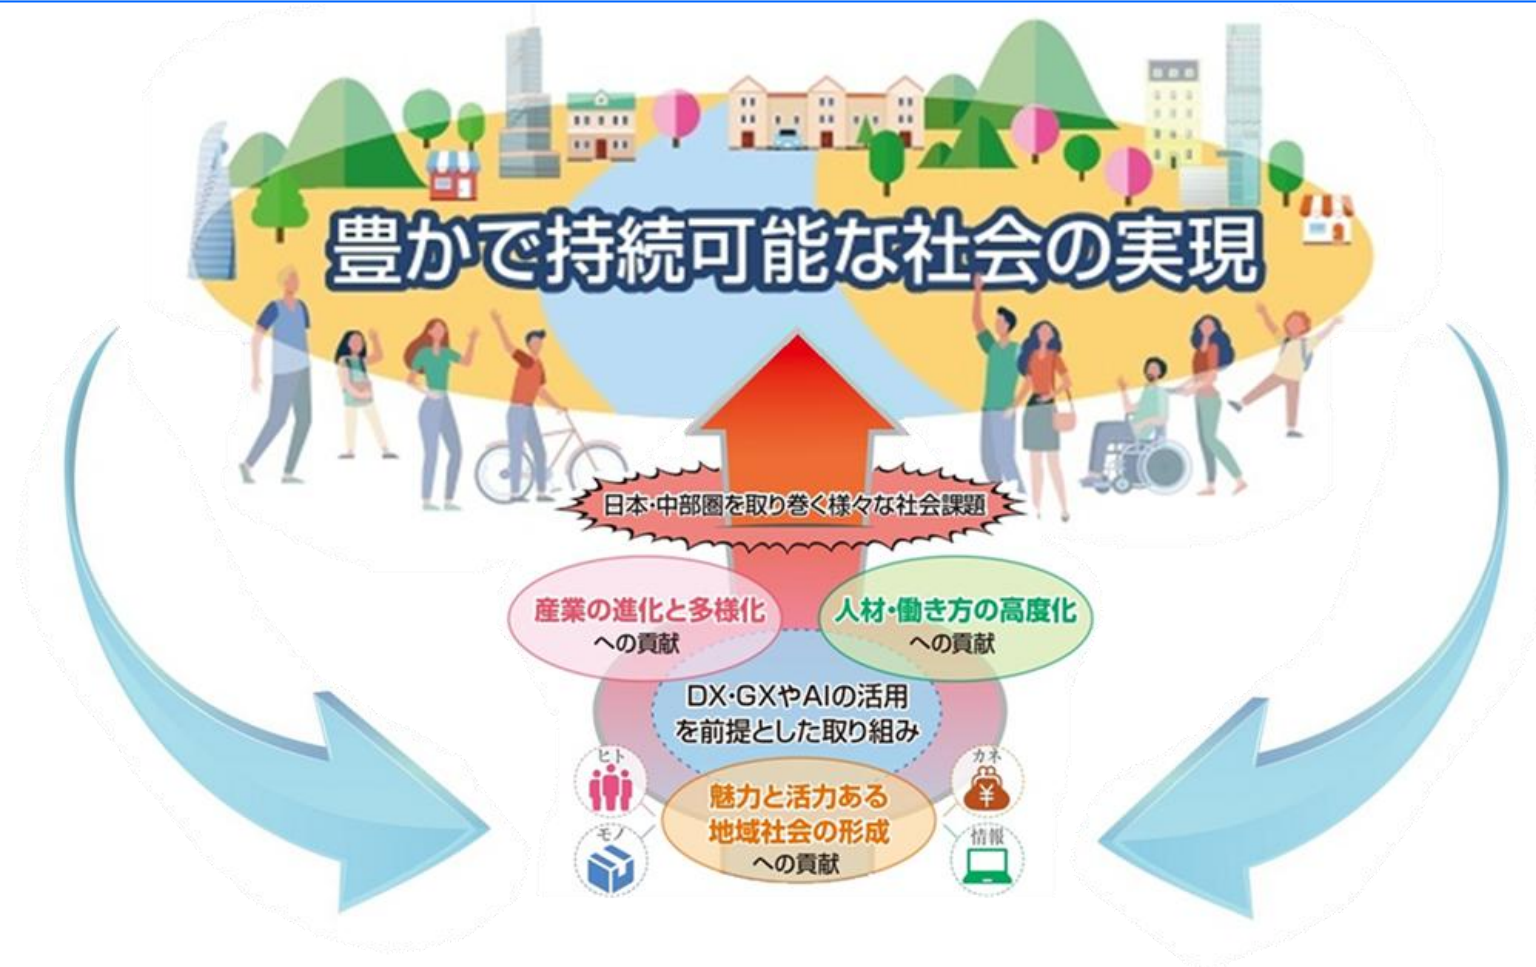 豊かで持続可能な社会の実現
日本・中部圏を取り巻く様々な社会課題
産業の進化と多様化
への貢献
人材・働き方の高度化
への貢献
DX・GXやAIの活用
を前提とした取り組み
ヒト
カネ
魅力と活力ある
地域社会の形成
への貢献
モノ
情報
¥